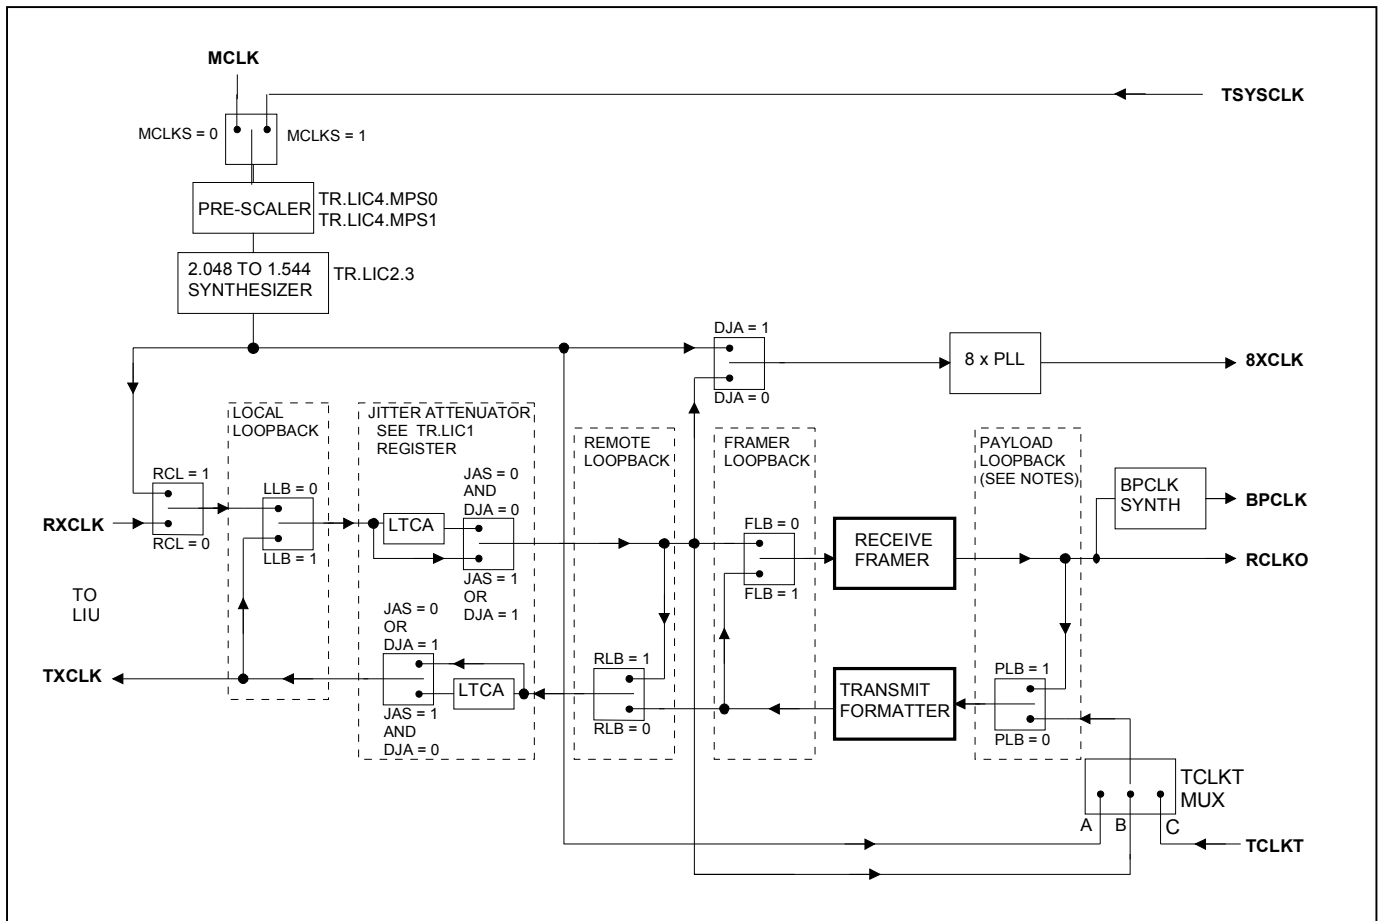 MCLK
TSYSCLK
MCLKS = 0
MCLKS = 1
PRE-SCALER
TR.LIC4.MPS0
TR.LIC4.MPS1
2.048 TO 1.544
SYNTHESIZER
TR.LIC2.3
DJA = 1
8 x PLL
8XCLK
DJA = 0
LOCAL
LOOPBACK
JITTER ATTENUATOR
SEE TR.LIC1
REGISTER
REMOTE
LOOPBACK
FRAMER
LOOPBACK
PAYLOAD
LOOPBACK
(SEE NOTES)
RCL = 1
LLB = 0
JAS = 0
AND
DJA = 0
BPCLK
SYNTH
BPCLK
RXCLK
LTCA
FLB = 0
RECEIVE
FRAMER
RCL = 0
LLB = 1
RCLKO
JAS = 1
OR
DJA = 1
FLB = 1
TO
LIU
JAS = 0
OR
DJA = 1
RLB = 1
PLB = 1
TXCLK
LTCA
TRANSMIT
FORMATTER
JAS = 1
AND
DJA = 0
RLB = 0
PLB = 0
TCLKT
MUX
A
B
C
TCLKT